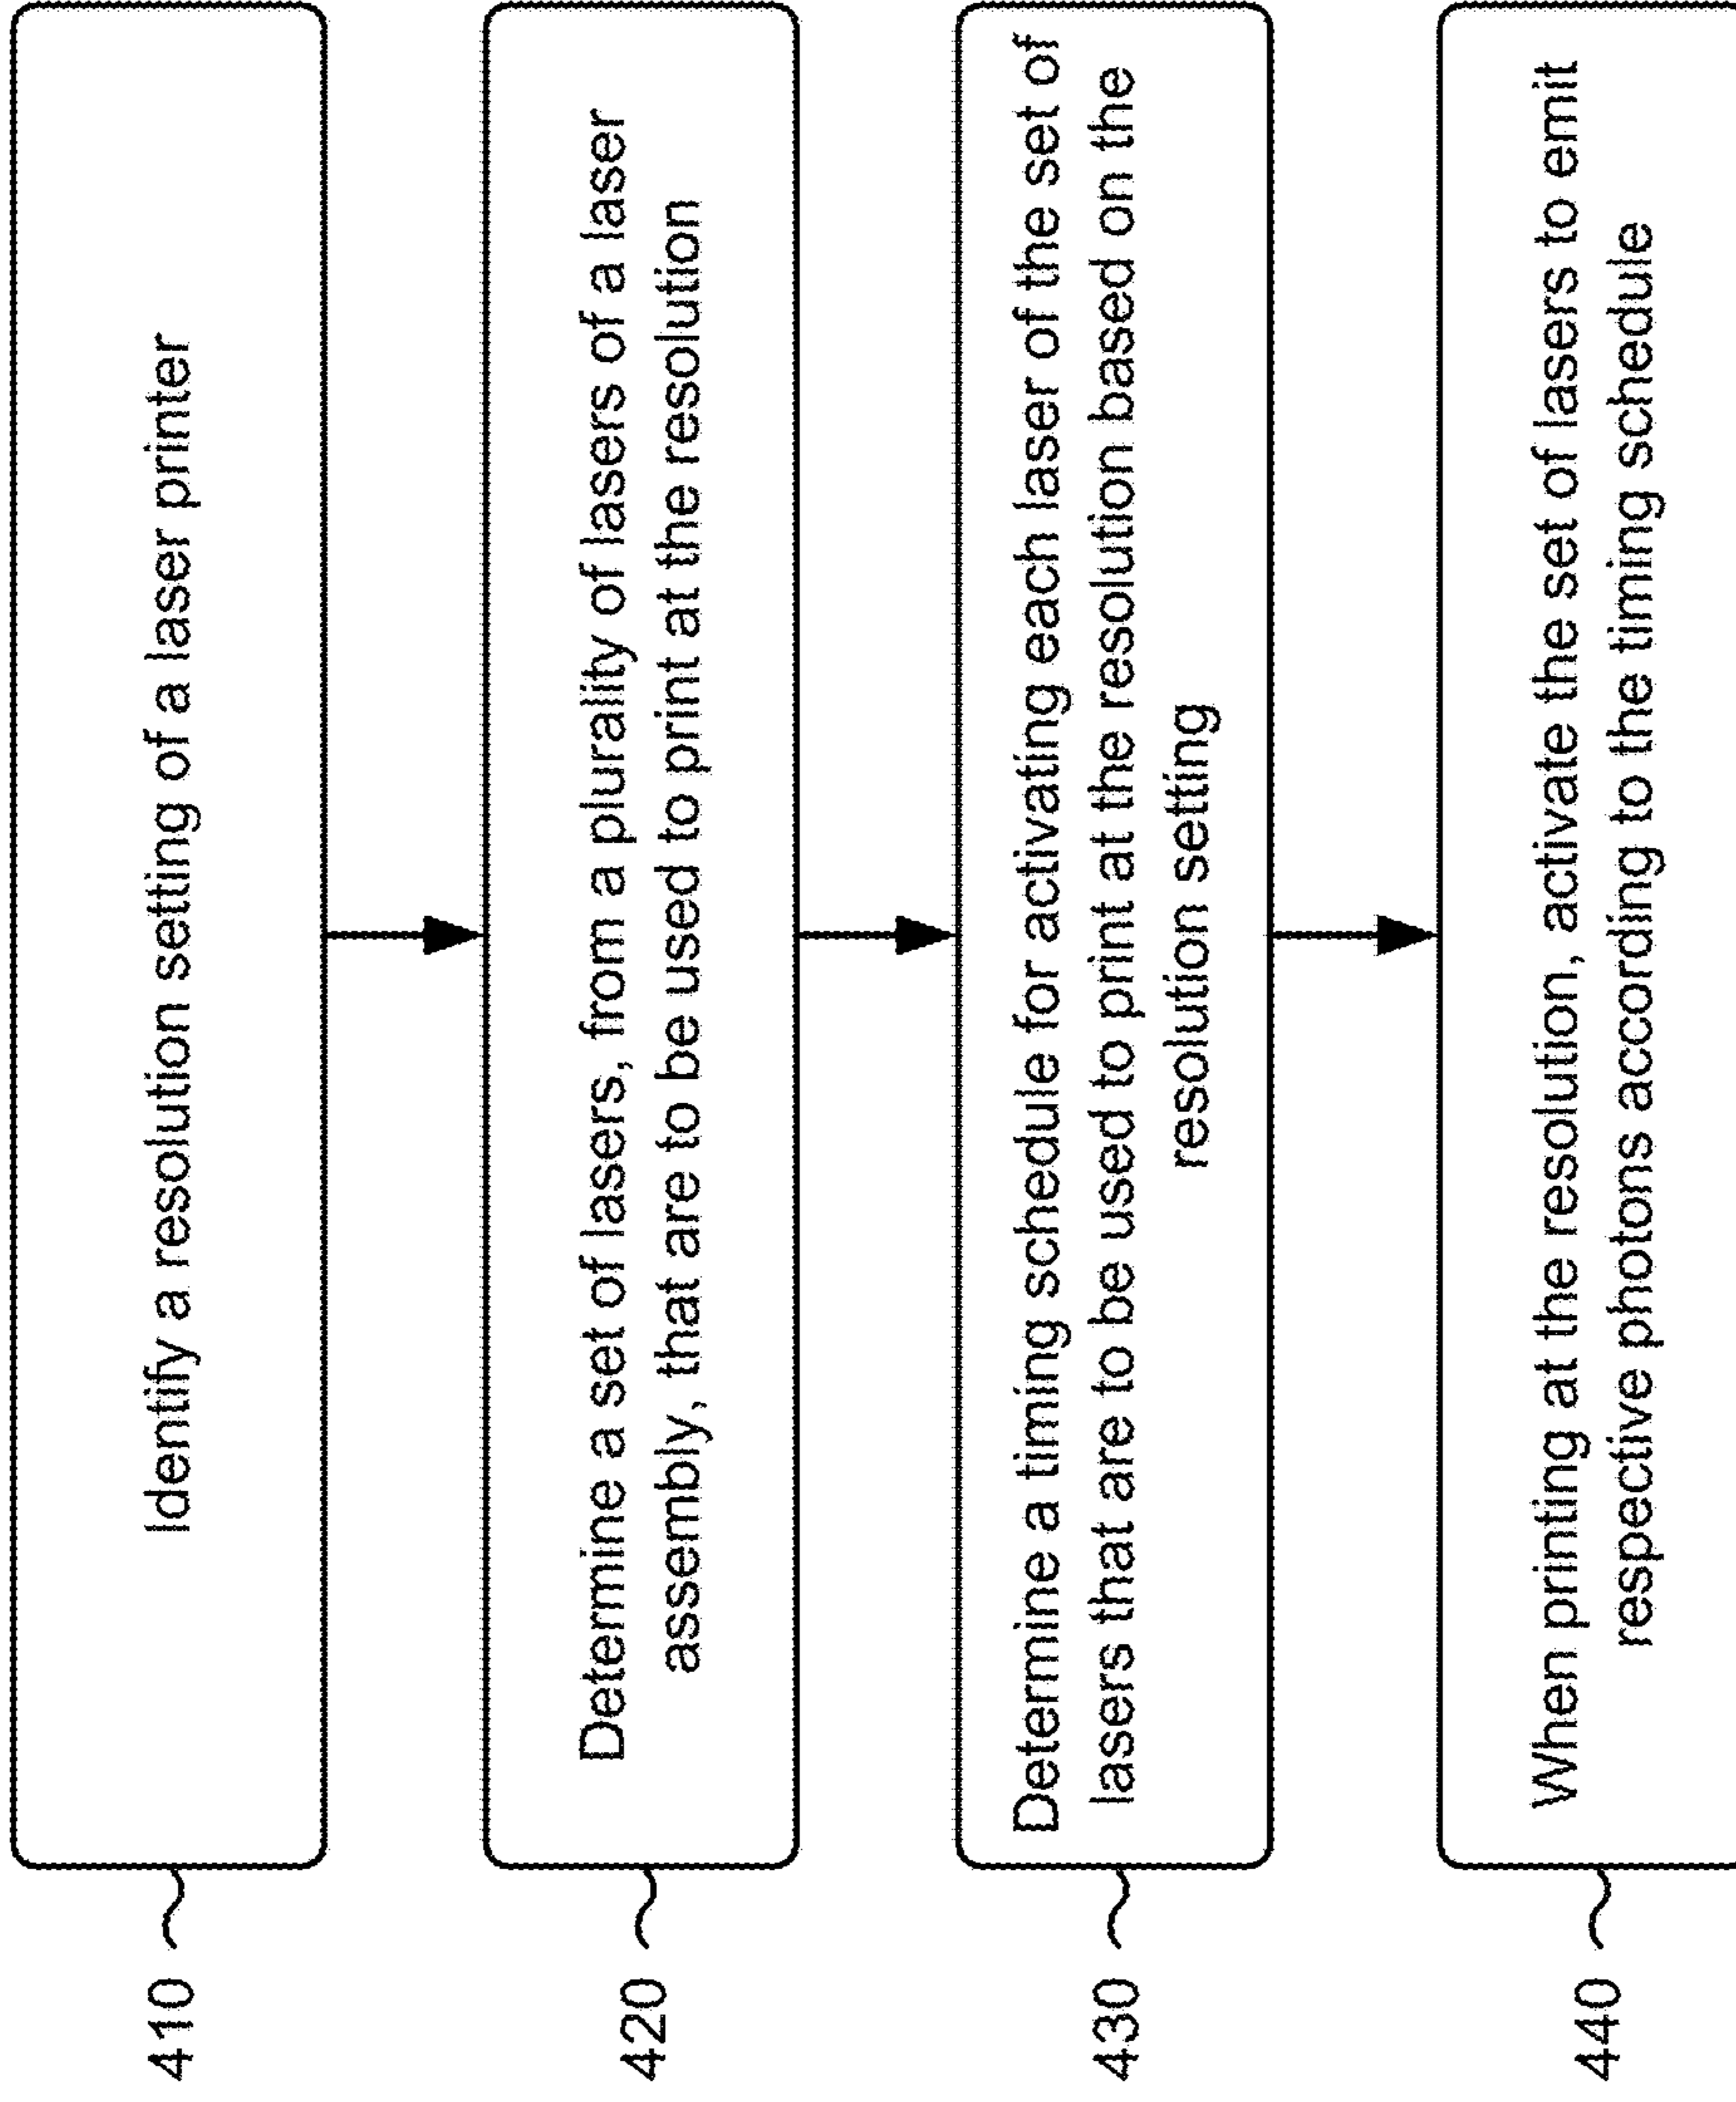 410
Identify a resolution setting of a laser printer
420
Determine a set of lasers, from a plurality of lasers of a laser
assembly, that are to be used to print at the resolution
430
Determine a timing schedule for activating each laser of the set of
lasers that are to be used to print at the resolution based on the
resolution setting
440
When printing at the resolution, activate the set of lasers to emit
respective photons according to the timing schedule